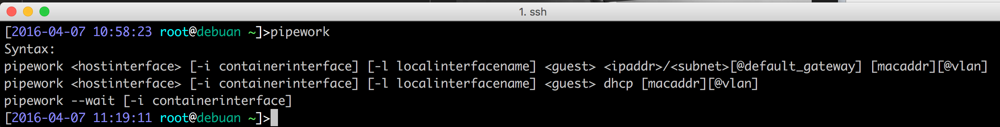 1. ssh
[2016-04-07 10:58:23 root@debuan ~]>pipework
Syntax:
pipework <hostinterface> [-i containerinterface] [-l localinterfacename] <guest> <ipaddr>/<subnet>[@default_gateway] [macaddr][@vlan]
pipework <hostinterface> [-i containerinterface] [-l localinterfacename] <guest> dhcp [macaddr][@vlan]
pipework --wait [-i containerinterface]
[2016-04-07 11:19:11 root@debuan ~]>